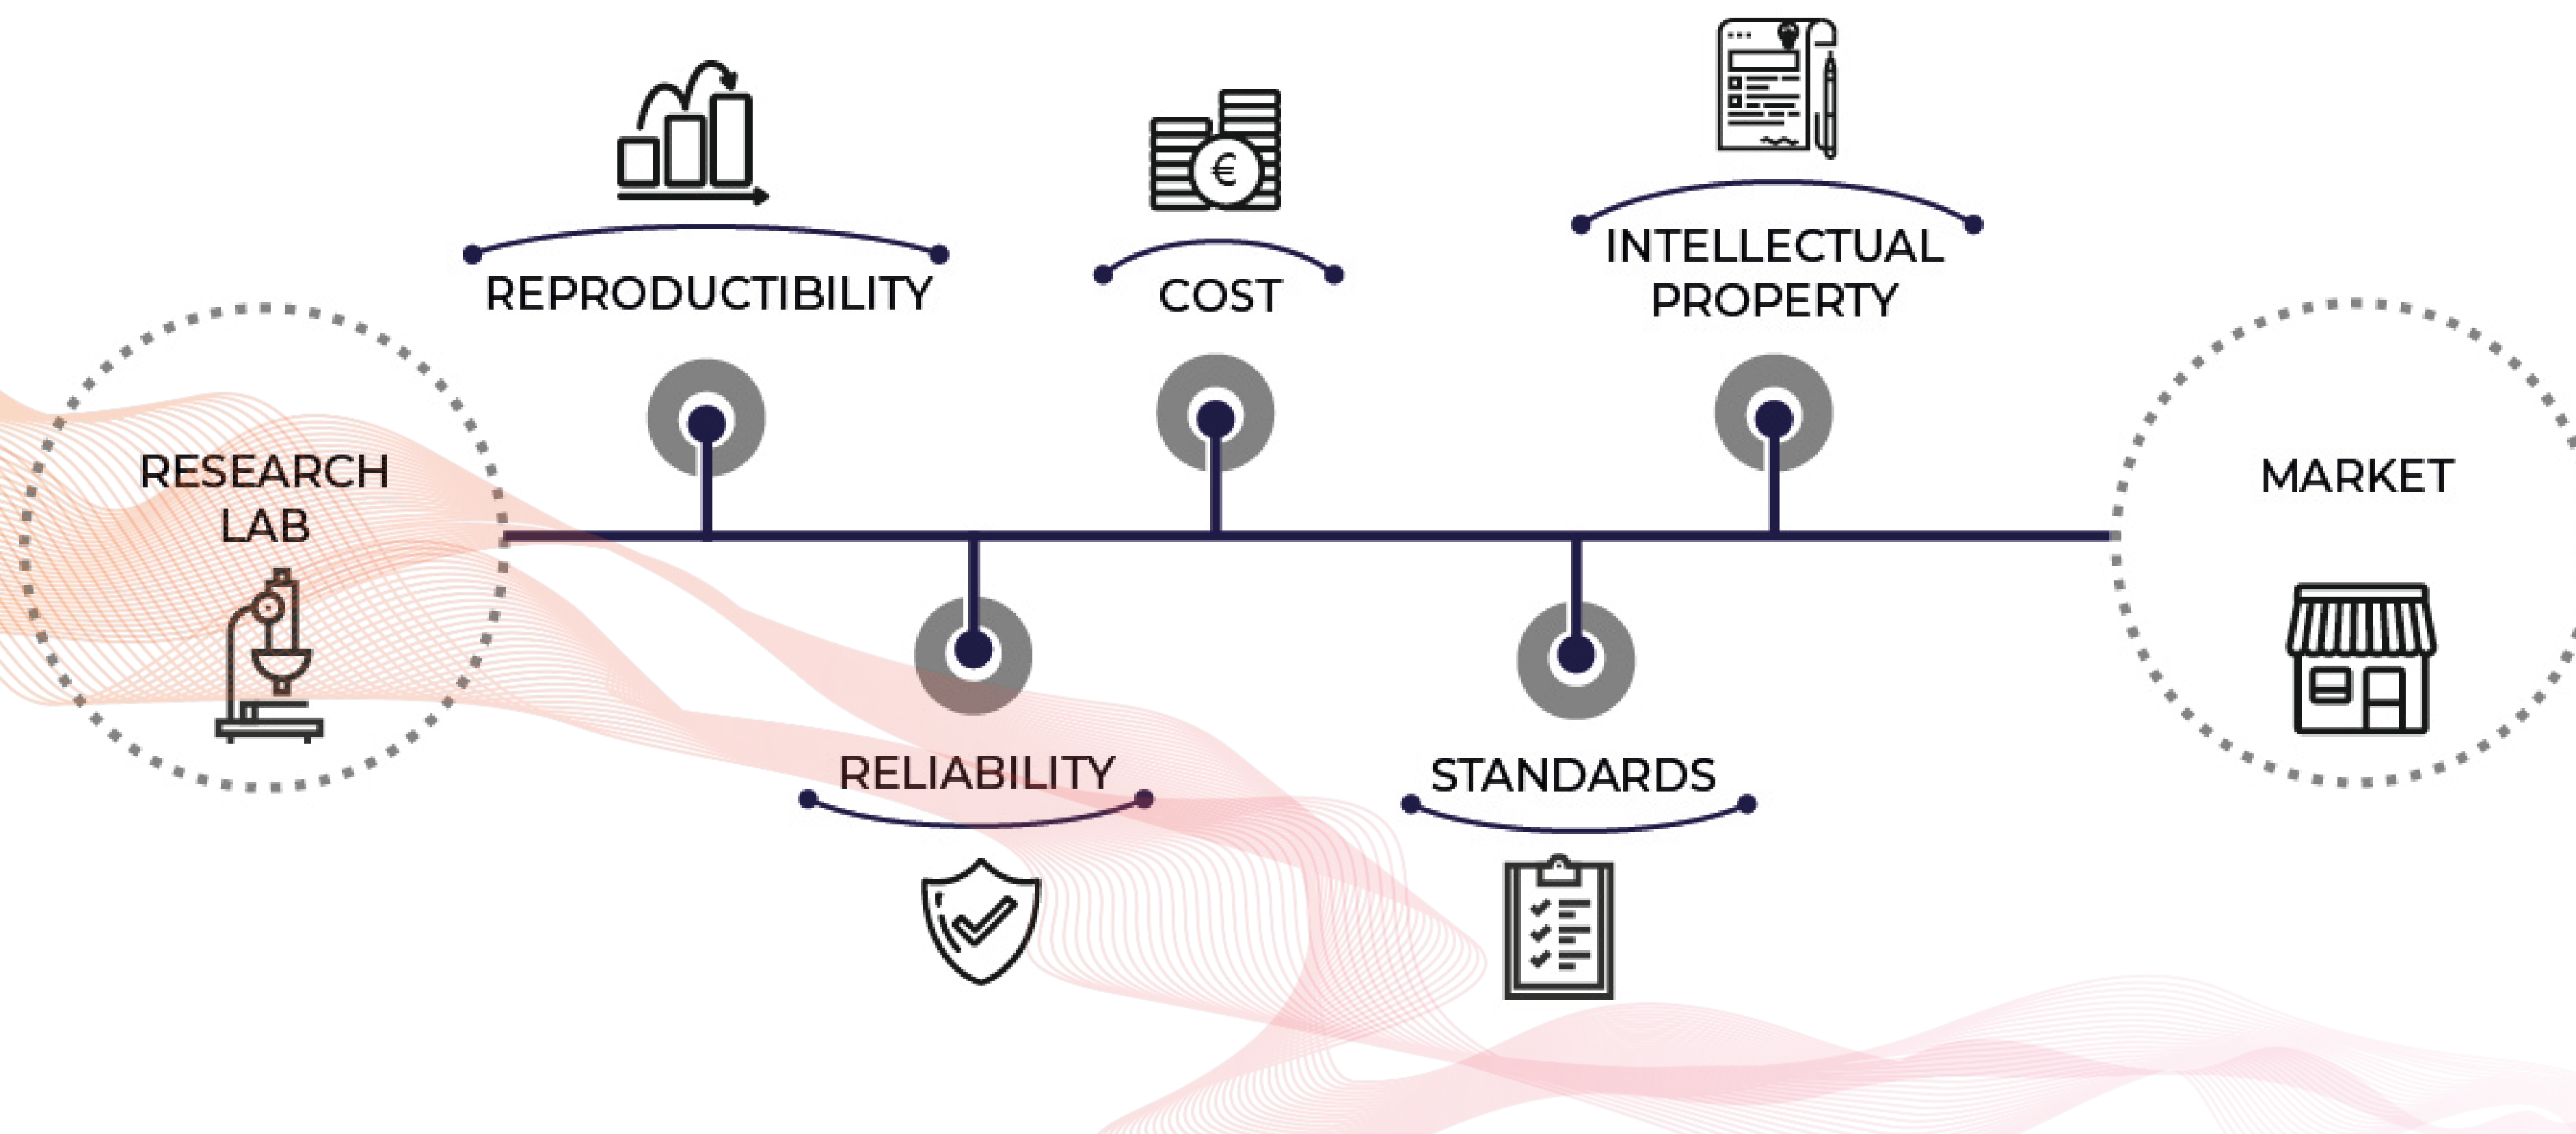 INTELLECTUAL
PROPERTY
REPRODUCTIBILITY
€
COST
RESEARCH
LAB
MARKET
RELIABILITY
STANDARDS